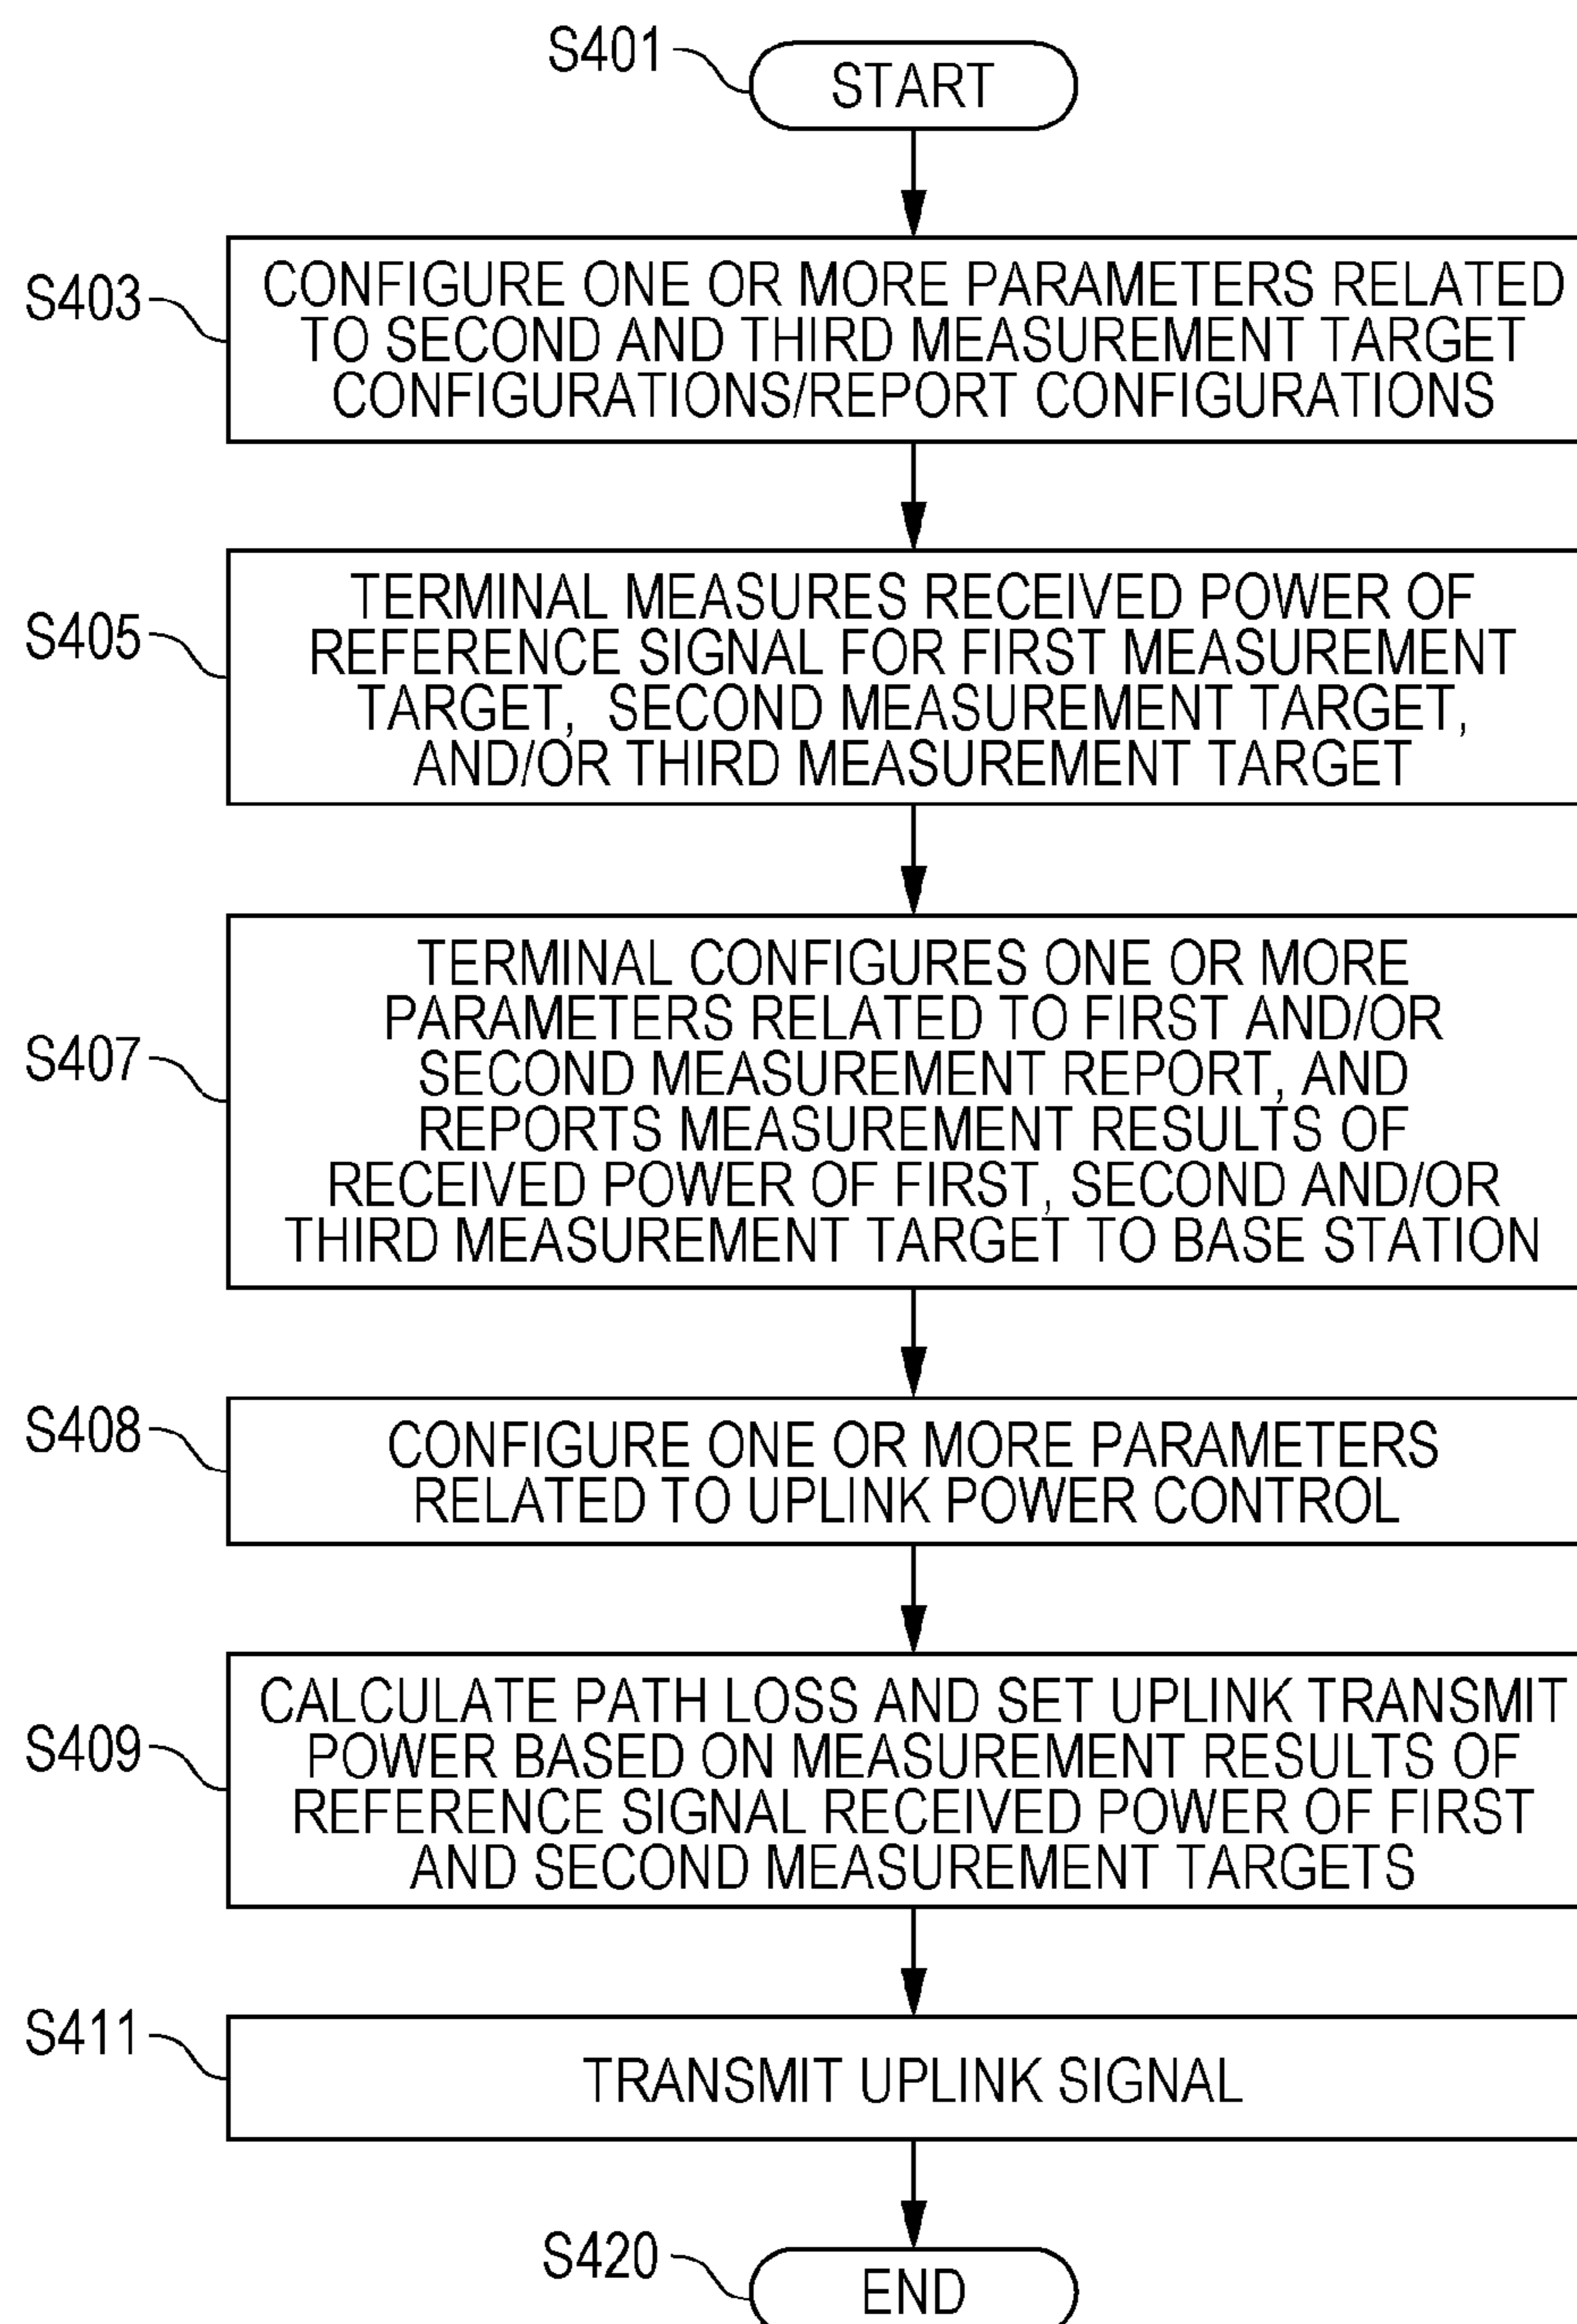 S401
START
S403
CONFIGURE ONE OR MORE PARAMETERS RELATED
TO SECOND AND THIRD MEASUREMENT TARGET
CONFIGURATIONS/REPORT CONFIGURATIONS
S405
TERMINAL MEASURES RECEIVED POWER OF
REFERENCE SIGNAL FOR FIRST MEASUREMENT
TARGET, SECOND MEASUREMENT TARGET,
AND/OR THIRD MEASUREMENT TARGET
S407
TERMINAL CONFIGURES ONE OR MORE
PARAMETERS RELATED TO FIRST AND/OR
SECOND MEASUREMENT REPORT, AND
REPORTS MEASUREMENT RESULTS OF
RECEIVED POWER OF FIRST, SECOND AND/OR
THIRD MEASUREMENT TARGET TO BASE STATION
S408
CONFIGURE ONE OR MORE PARAMETERS
RELATED TO UPLINK POWER CONTROL
S409
CALCULATE PATH LOSS AND SET UPLINK TRANSMIT
POWER BASED ON MEASUREMENT RESULTS OF
REFERENCE SIGNAL RECEIVED POWER OF FIRST
AND SECOND MEASUREMENT TARGETS
S411
TRANSMIT UPLINK SIGNAL
S420
END